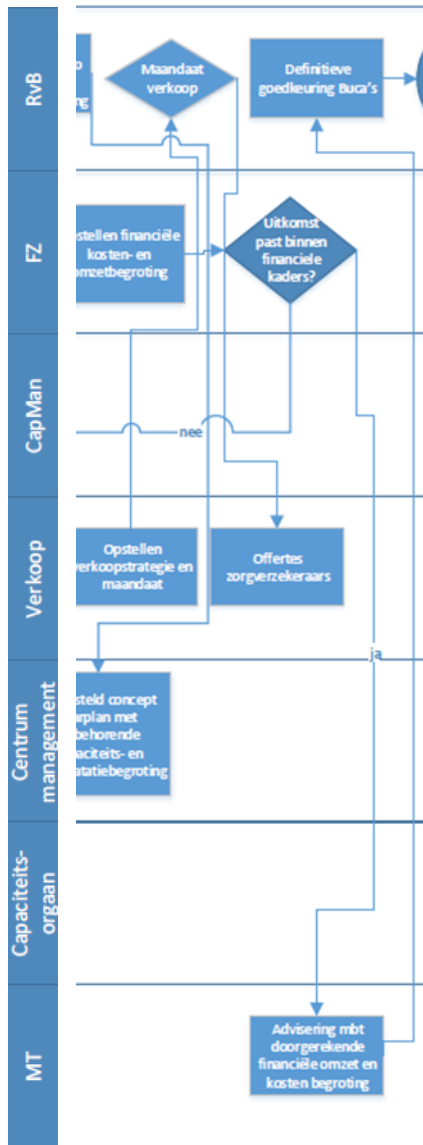 RvB
Maandaat
verkoop
Definitieve
goedkeuring Buca's
FZ
stellen financiële
kosten- en
omzetbegroting
Uitkomst
past binnen
financiele
kaders?
CapMan
nee
Verkoop
Opstellen
verkoopstrategie en
maandaat
Offertes
zorgverzekeraars
ja
Centrum
management
steld concept
arplan met
behorende
aciteits- en
tatiebegroting
Capaciteits-
orgaan
MT
Advisering mbt
doorgerekende
financiële omzet en
kosten begroting